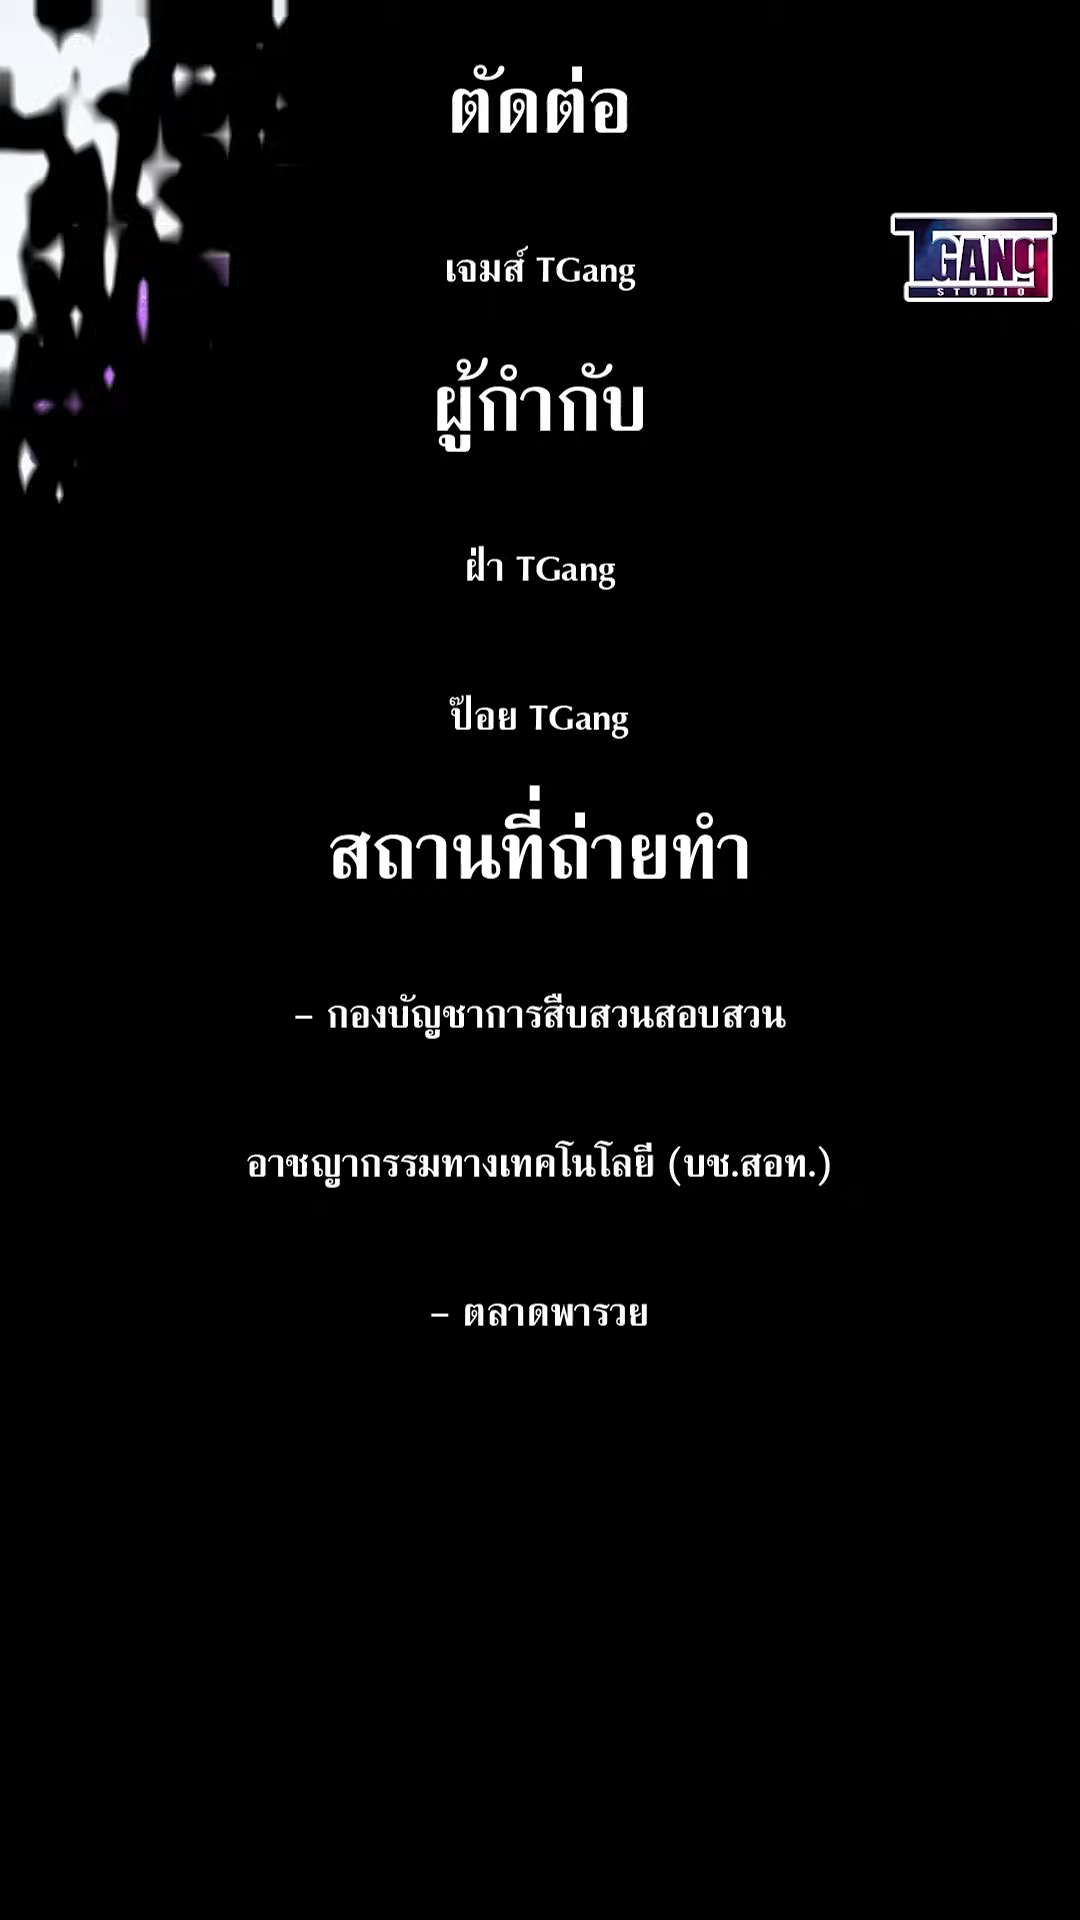 ตัดต่อ
เจมส์ TGang
TGANG
STUDIO
ผู้กำกับ
ฝ่า TGang
ป๊อย TGang
สถานที่ถ่ายทำ
- กองบัญชาการสืบสวนสอบสวน
อาชญากรรมทางเทคโนโลยี (บช.สอท.)
- ตลาดพารวย